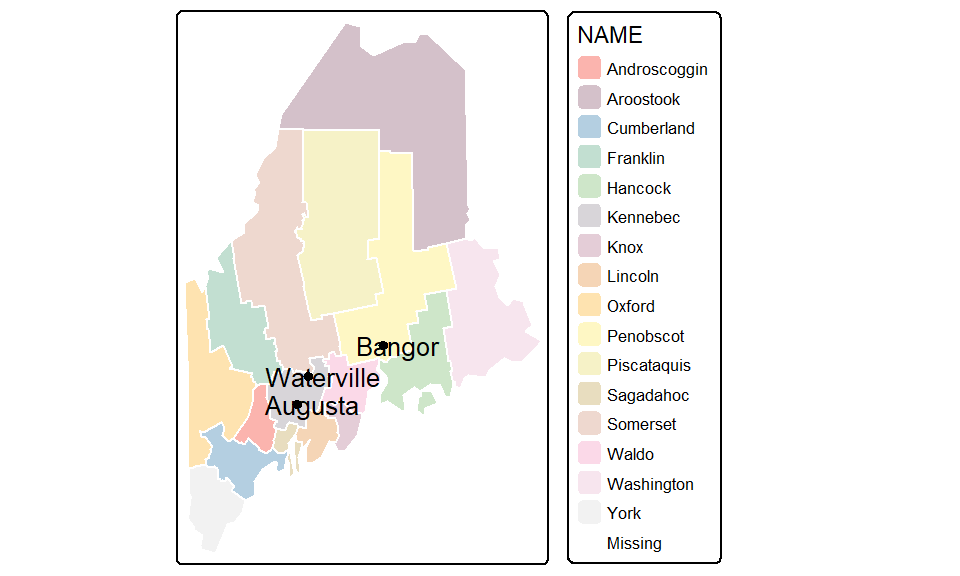 NAME
Androscoggin
Aroostook
Cumberland
Franklin
Hancock
Kennebec
Knox
Lincoln
Oxford
Penobscot
Piscataquis
Sagadahoc
Somerset
Waldo
Washington
York
Missing
Bangor
Waterville
Augusta